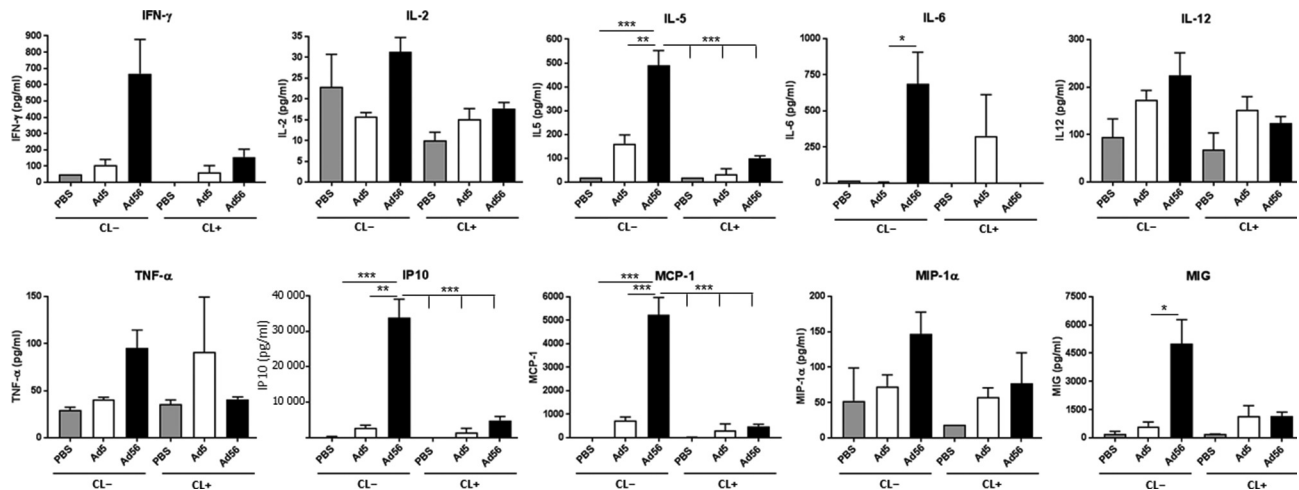 IFN-γ
IFN-γ (pg/ml)
900
800
700
600
500
400
300
200
100
0
PBS
Ad5
Ad56
PBS
Ad5
Ad56
CL−
CL+
IL-2
IL-2 (pg/ml)
40
35
30
25
20
15
10
5
0
PBS
Ad5
Ad56
PBS
Ad5
Ad56
CL−
CL+
IL-5
***
**
***
IL5 (pg/ml)
600
500
400
300
200
100
0
PBS
Ad5
Ad56
PBS
Ad5
Ad56
CL−
CL+
IL-6
*
IL-6 (pg/ml)
1000
750
500
250
0
PBS
Ad5
Ad56
PBS
Ad5
Ad56
CL−
CL+
IL-12
IL12 (pg/ml)
300
200
100
0
PBS
Ad5
Ad56
PBS
Ad5
Ad56
CL−
CL+
TNF-α
TNF-α (pg/ml)
150
100
50
0
PBS
Ad5
Ad56
PBS
Ad5
Ad56
CL−
CL+
IP10
***
**
***
IP10 (pg/ml)
40 000
30 000
20 000
10 000
PBS
Ad5
Ad56
PBS
Ad5
Ad56
CL−
CL+
MCP-1
***
***
***
MCP-1
6000
5000
4000
3000
2000
1000
0
PBS
Ad5
Ad56
PBS
Ad5
Ad56
CL−
CL+
MIP-1α
MIP-1α (pg/ml)
200
150
100
50
0
PBS
Ad5
Ad56
PBS
Ad5
Ad56
CL−
CL+
MIG
*
MIG (pg/ml)
7500
6000
4500
3000
1500
0
PBS
Ad5
Ad56
PBS
Ad5
Ad56
CL−
CL+